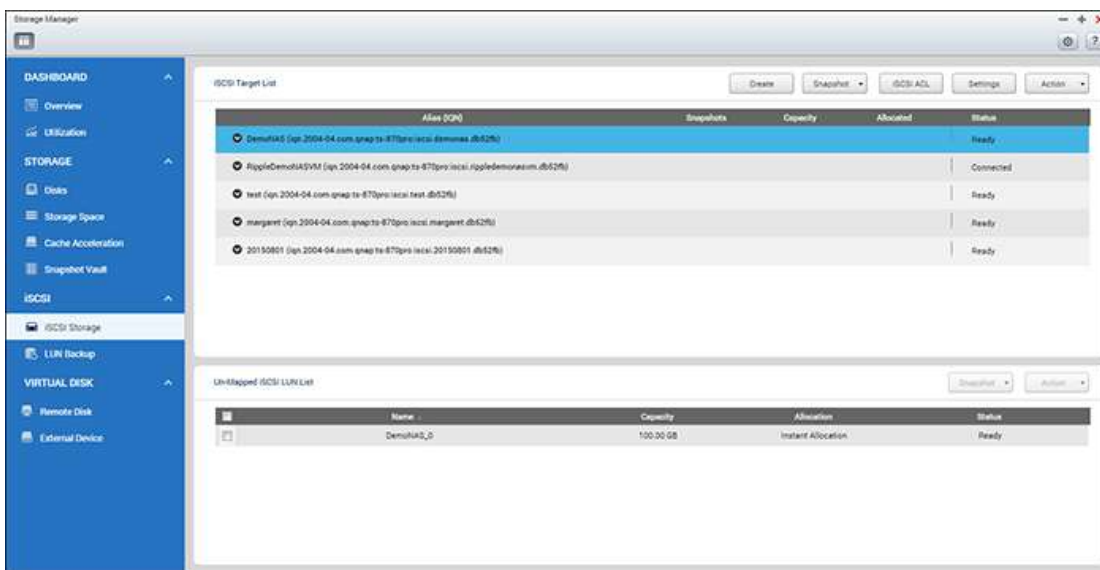 Storage Manager
?
DASHBOARD
Overview
Utilization
STORAGE
Disks
Storage Space
Cache Acceleration
Snapshot Vault
iSCSI
iSCSI Storage
LUN Backup
VIRTUAL DISK
Remote Disk
External Device
iSCSI Target List
Create Snapshot iSCSI ACL Settings Action
Alias (IQN) Snapshots Capacity Allocated Status
DemoNAS (iqn.2004-04.com.qnap:ts-870pro:iscsi.demonas.db52fb) Ready
RippleDemoNASVM (iqn.2004-04.com.qnap:ts-870pro:iscsi.rippledemonasvm.db52fb) Connected
test (iqn.2004-04.com.qnap:ts-870pro:iscsi.test.db52fb) Ready
margaret (iqn.2004-04.com.qnap:ts-870pro:iscsi.margaret.db52fb) Ready
20150801 (iqn.2004-04.com.qnap:ts-870pro:iscsi.20150801.db52fb) Ready
Un-Mapped iSCSI LUN List
Snapshot Action
Name Capacity Allocation Status
DemoNAS_0 100.00 GB Instant Allocation Ready